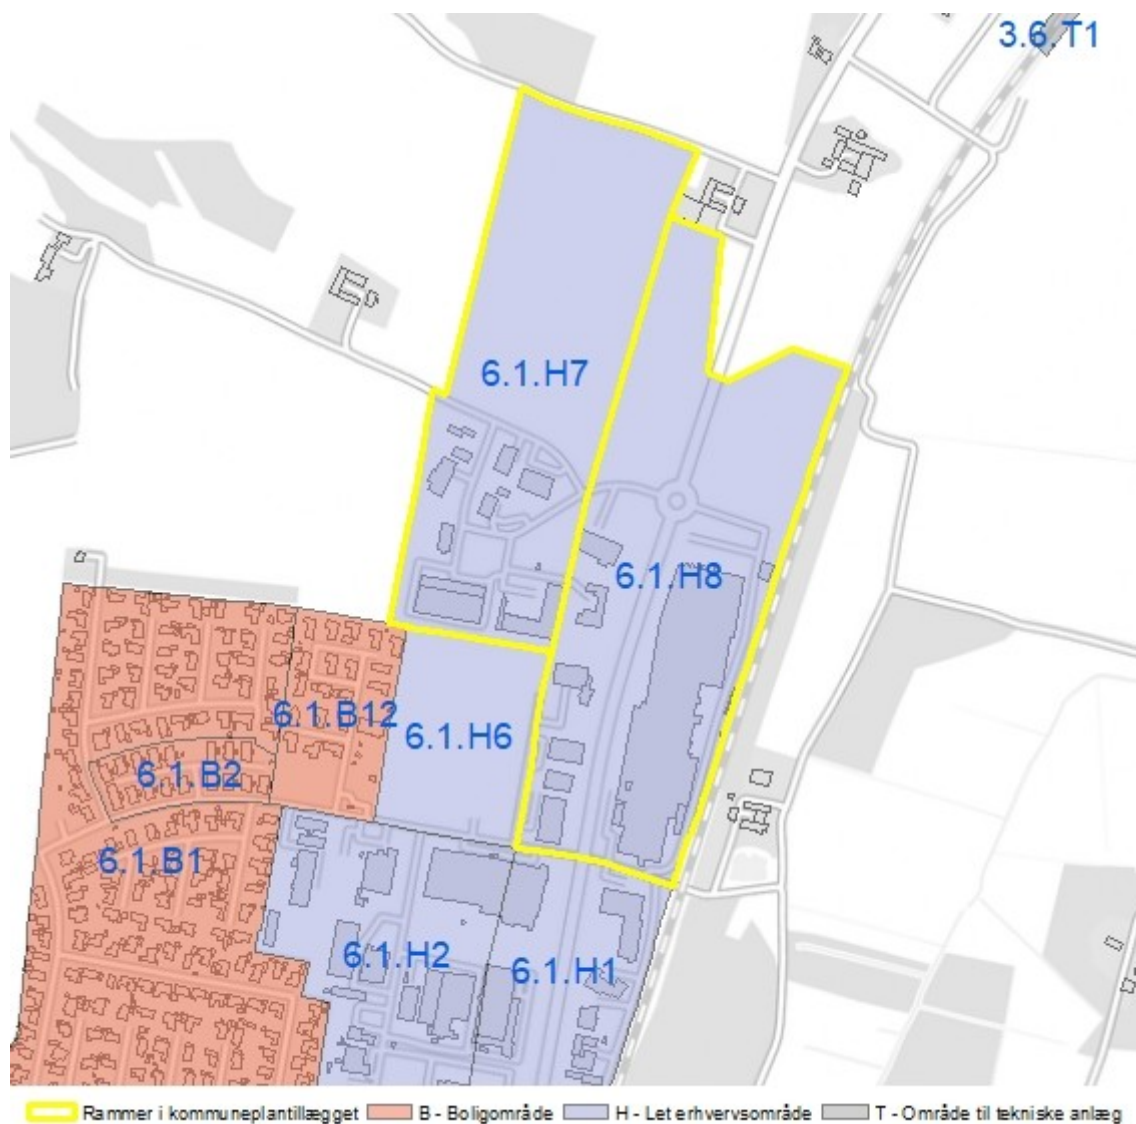 3.6.T1
6.1.H7
6.1.H8
6.1.B12
6.1.H6
6.1.B2
6.1.B1
6.1.H2
6.1.H1
Rammer i kommuneplantillægget B - Boligområde H - Let erhvervsområde T - Område til tekniske anlæg